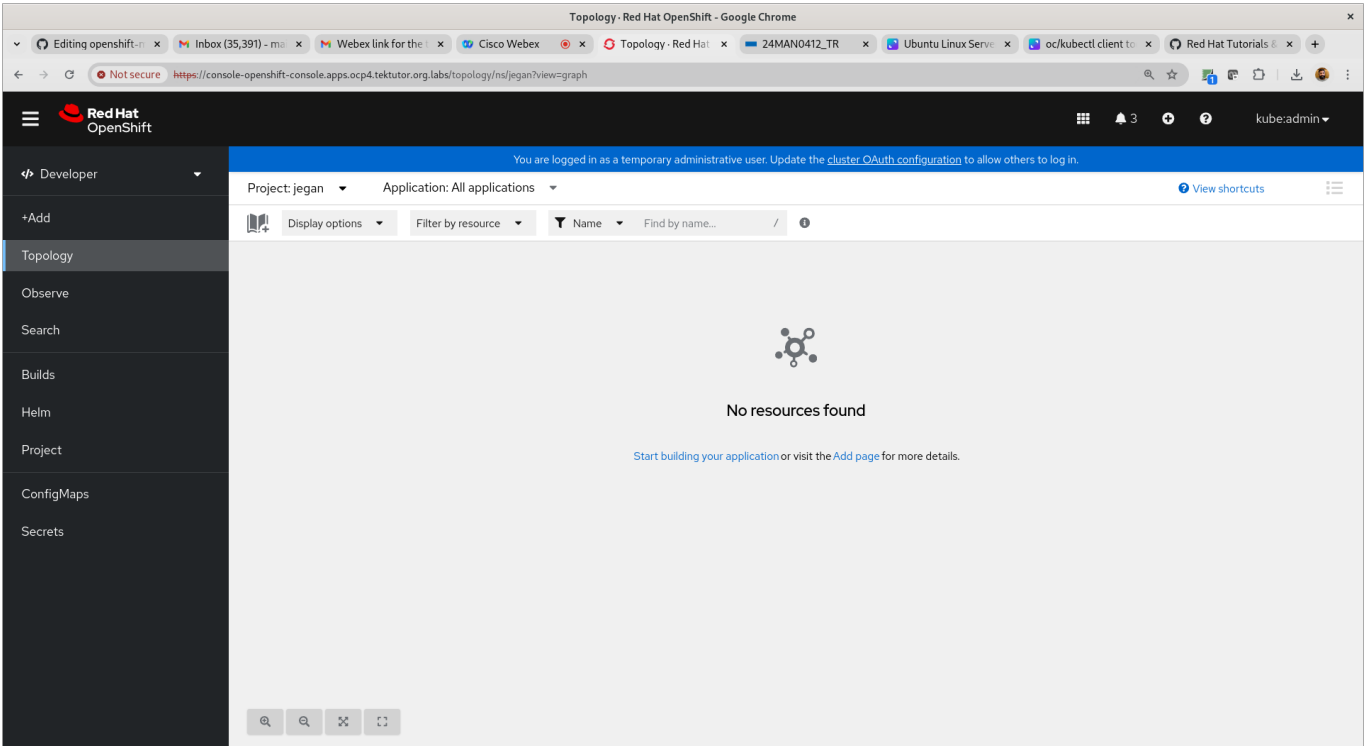 Topology · Red Hat OpenShift - Google Chrome
Editing openshift-n
Inbox (35,391) - ma
Webex link for the t
Cisco Webex
Topology · Red Hat
24MAN0412_TR
Ubuntu Linux Serve
oc/kubectl client to
Red Hat Tutorials &
Not secure https://console-openshift-console.apps.ocp4.tektutor.org.labs/topology/ns/jegan?view=graph
1
Red Hat
OpenShift
3
kube:admin
You are logged in as a temporary administrative user. Update the cluster OAuth configuration to allow others to log in.
Developer
Project: jegan
Application: All applications
View shortcuts
+Add
Display options
Filter by resource
Name
Find by name...
/
Topology
Observe
Search
Builds
Helm
Project
ConfigMaps
Secrets
No resources found
Start building your application or visit the Add page for more details.